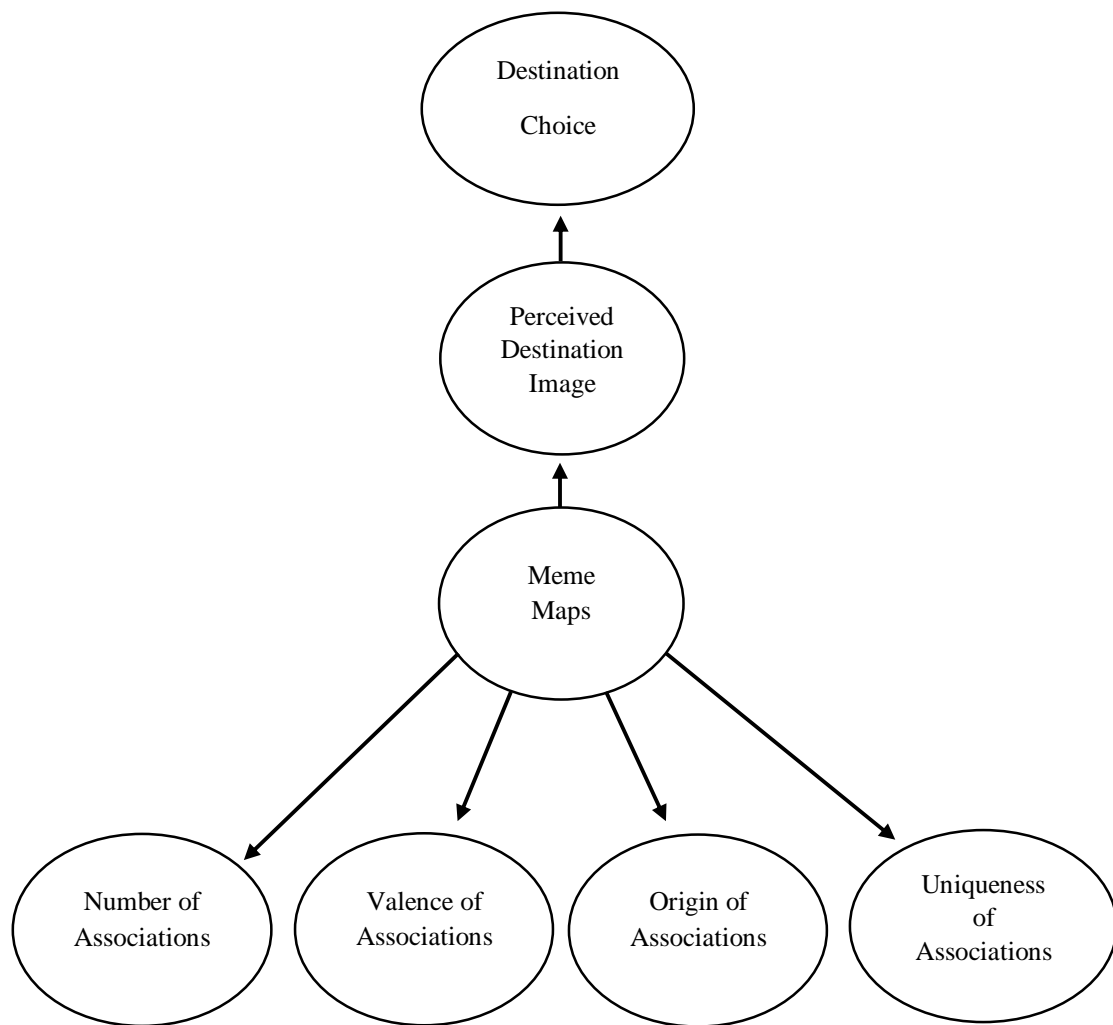 Destination
Choice
Perceived
Destination
Image
Meme
Maps
Number of
Associations
Valence of
Associations
Origin of
Associations
Uniqueness
of
Associations